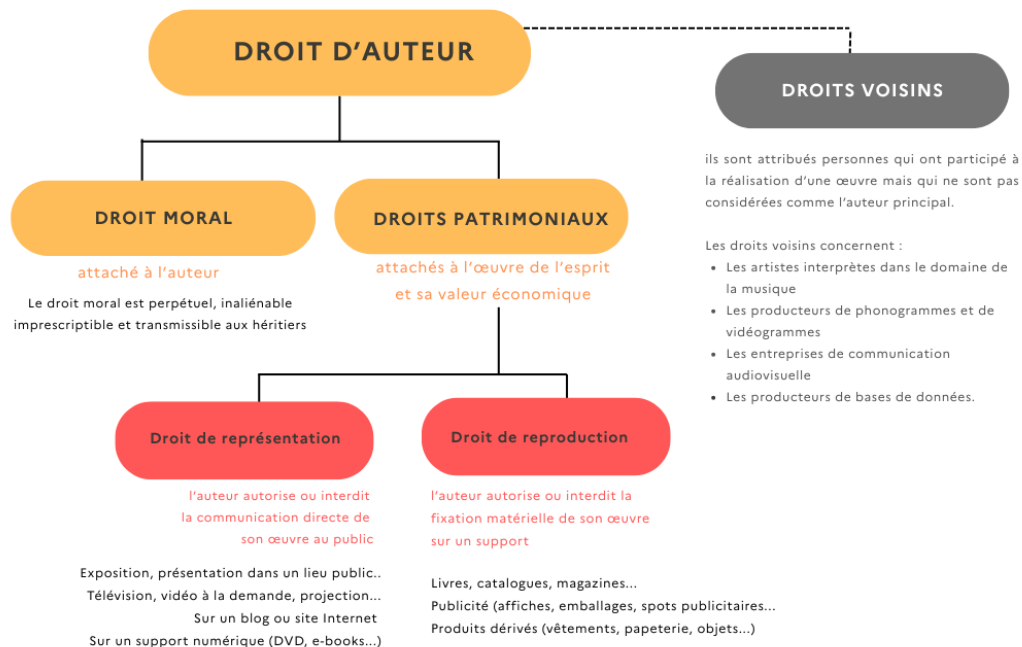 DROIT D’AUTEUR
DROITS VOISINS
ils sont attribués personnes qui ont participé à
la réalisation d’une œuvre mais qui ne sont pas
considérées comme l’auteur principal.
Les droits voisins concernent :
• Les artistes interprètes dans le domaine de
la musique
• Les producteurs de phonogrammes et de
vidéogrammes
• Les entreprises de communication
audiovisuelle
• Les producteurs de bases de données.
DROIT MORAL
attaché à l’auteur
Le droit moral est perpétuel, inaliénable
imprescriptible et transmissible aux héritiers
DROITS PATRIMONIAUX
attachés à l’œuvre de l’esprit
et sa valeur économique
Droit de représentation
l’auteur autorise ou interdit
la communication directe de
son œuvre au public
Exposition, présentation dans un lieu public..
Télévision, vidéo à la demande, projection...
Sur un blog ou site Internet
Sur un support numérique (DVD, e-books...)
Droit de reproduction
l’auteur autorise ou interdit la
fixation matérielle de son œuvre
sur un support
Livres, catalogues, magazines...
Publicité (affiches, emballages, spots publicitaires...
Produits dérivés (vêtements, papeterie, objets...)